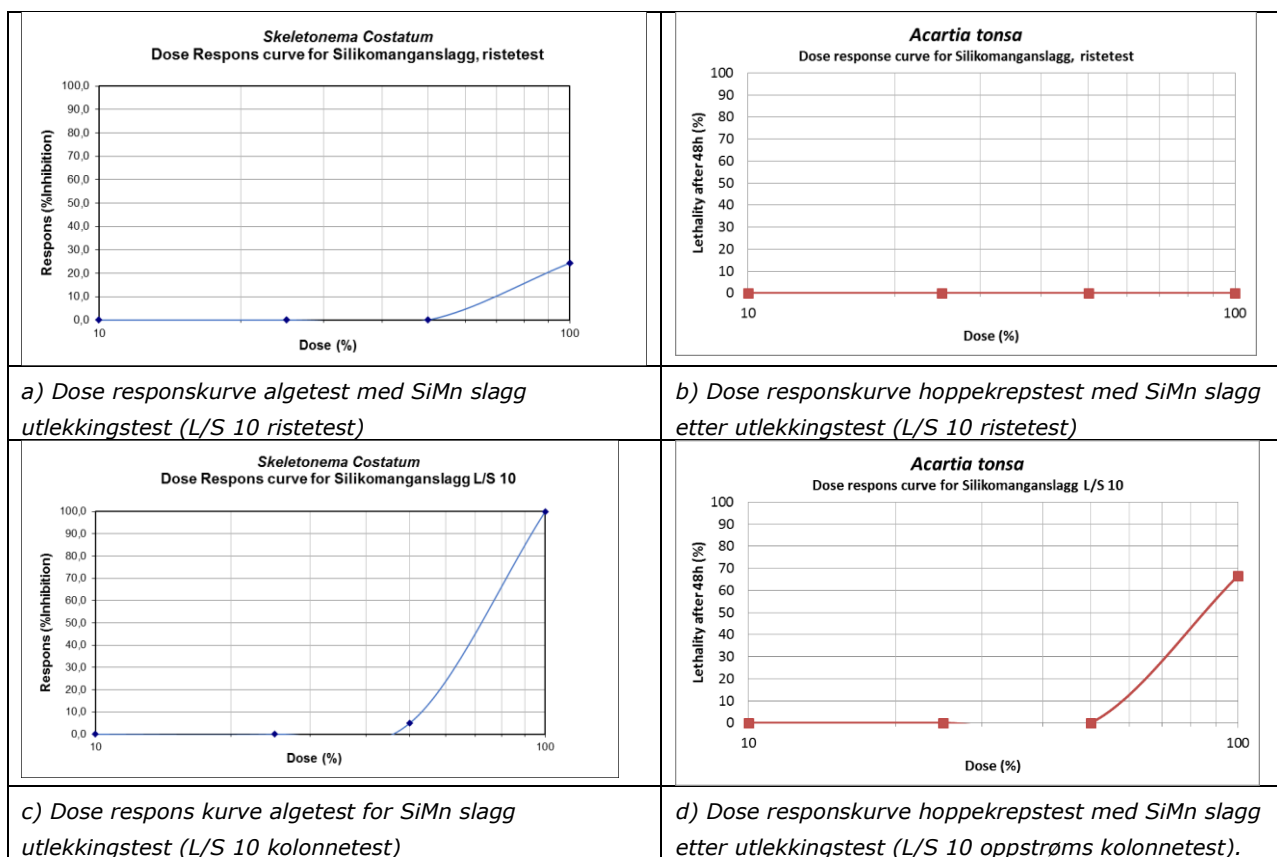 Skeletonema Costatum
Dose Respons curve for Silikomanganslagg, ristetest
Respons (%Inhibition)
100,0
90,0
80,0
70,0
60,0
50,0
40,0
30,0
20,0
10,0
0,0
10
100
Dose (%)
Acartia tonsa
Dose response curve for Silikomanganslagg, ristetest
Lethality after 48h (%)
100
90
80
70
60
50
40
30
20
10
0
10
100
Dose (%)
a) Dose responskurve algetest med SiMn slagg
utlekkingstest (L/S 10 ristetest)
b) Dose responskurve hoppekrepstest med SiMn slagg
etter utlekkingstest (L/S 10 ristetest)
Skeletonema Costatum
Dose Respons curve for Silikomanganslagg L/S 10
Respons (%Inhibition)
100,0
90,0
80,0
70,0
60,0
50,0
40,0
30,0
20,0
10,0
0,0
10
100
Dose (%)
Acartia tonsa
Dose respons curve for Silikomanganslagg L/S 10
Lethality after 48h (%)
100
90
80
70
60
50
40
30
20
10
0
10
100
Dose (%)
c) Dose respons kurve algetest for SiMn slagg
utlekkingstest (L/S 10 kolonnetest)
d) Dose responskurve hoppekrepstest med SiMn slagg
etter utlekkingstest (L/S 10 oppstrøms kolonnetest).